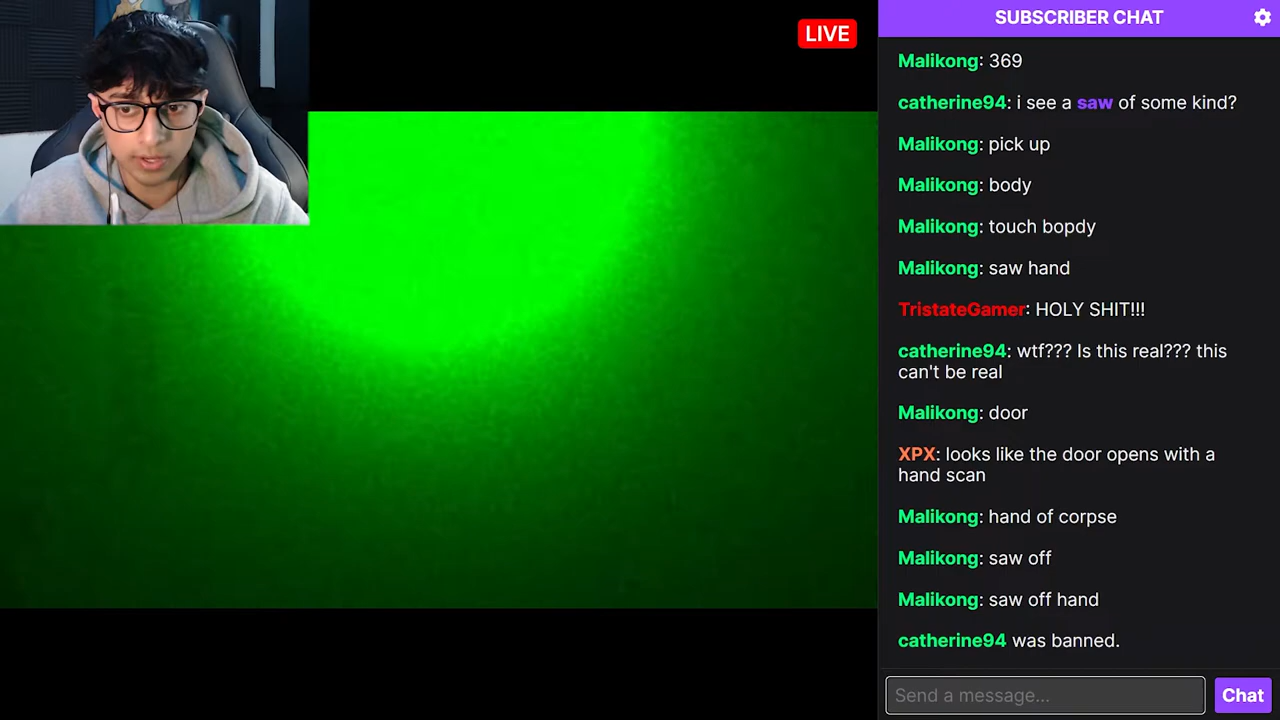 LIVE
SUBSCRIBER CHAT
Malikong: 369
catherine94: i see a saw of some kind?
Malikong: pick up
Malikong: body
Malikong: touch bopdy
Malikong: saw hand
TristateGamer: HOLY SHIT!!!
catherine94: wtf??? Is this real??? this
can't be real
Malikong: door
XPX: looks like the door opens with a
hand scan
Malikong: hand of corpse
Malikong: saw off
Malikong: saw off hand
catherine94 was banned.
Send a message...
Chat